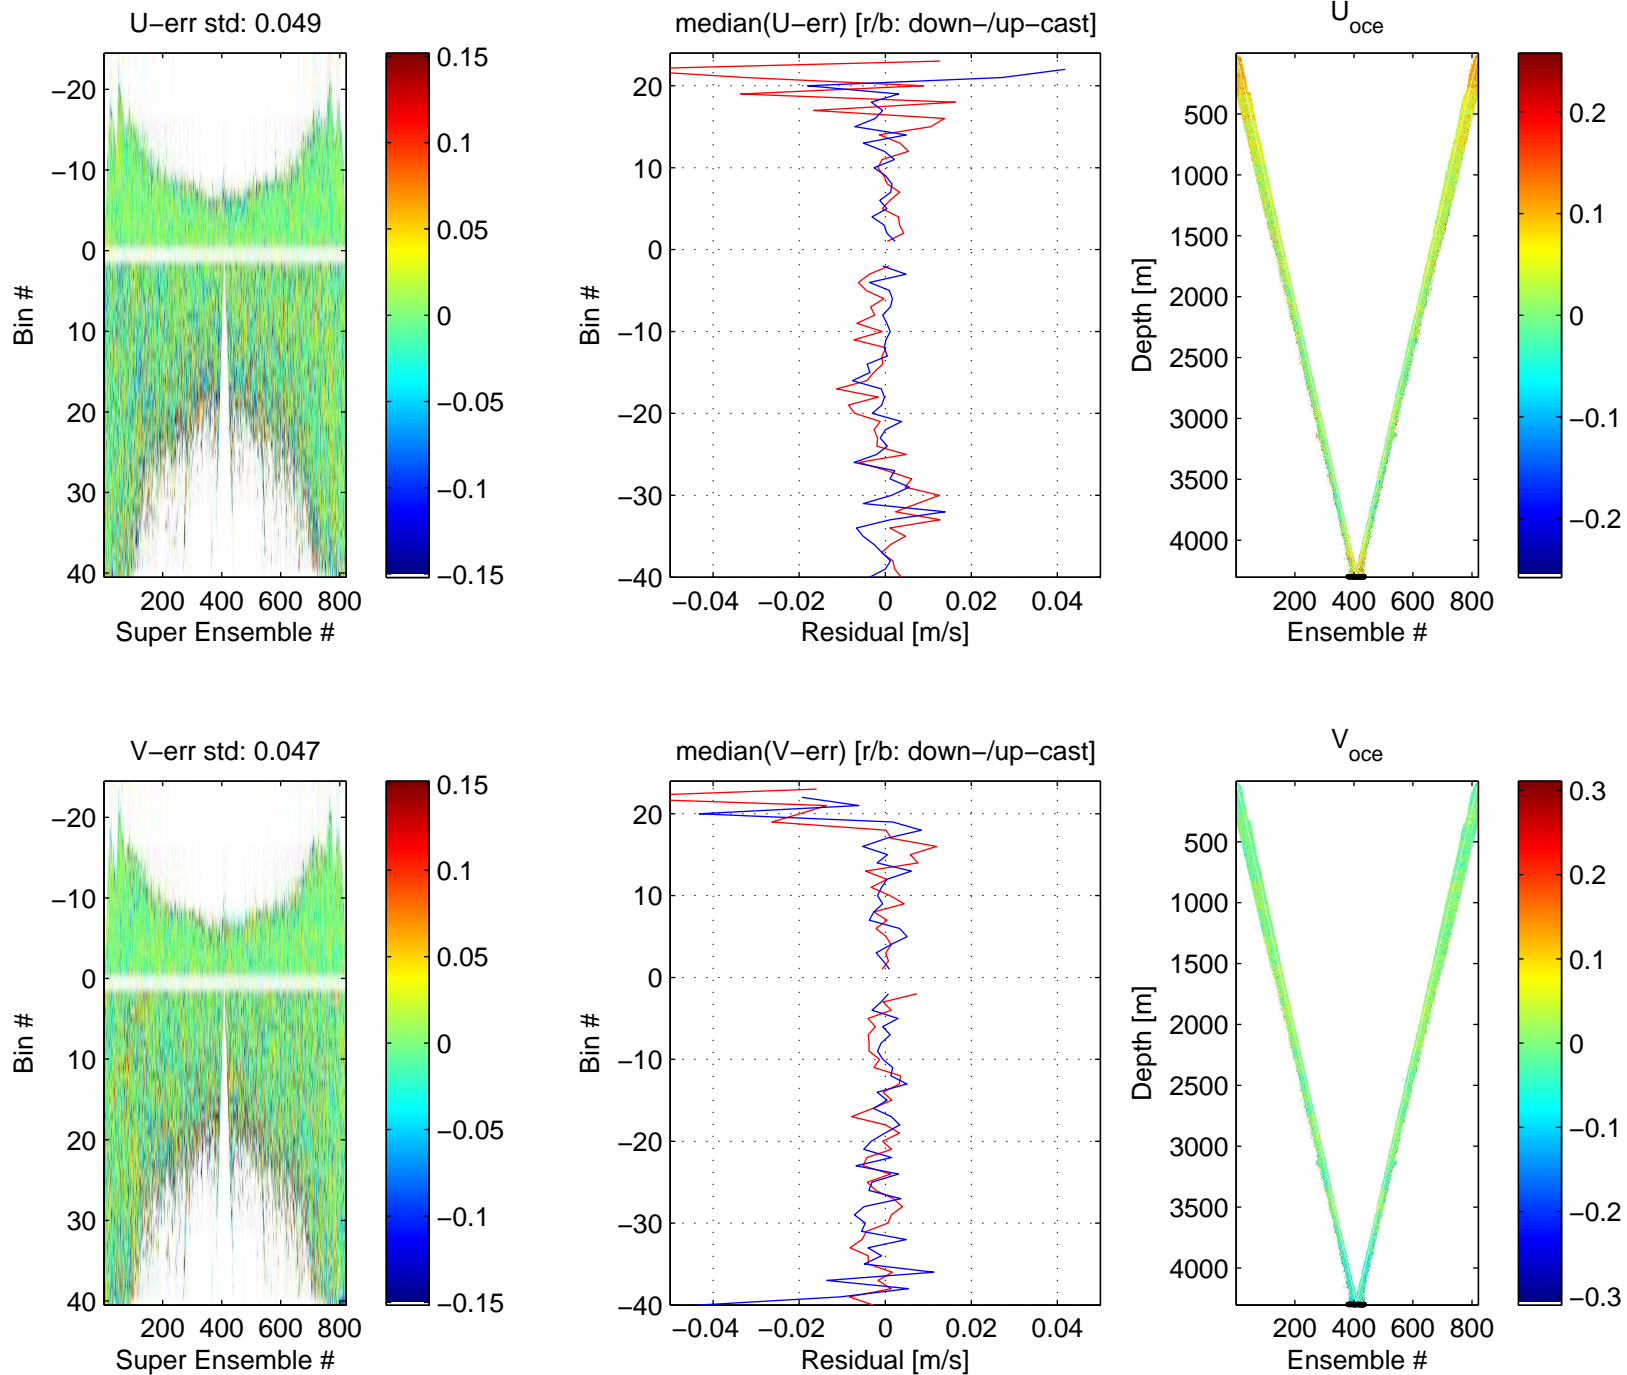 U−err std: 0.049
−20
−10
0
10
20
30
40
Bin #
200 400 600 800
Super Ensemble #
0.15
0.1
0.05
0
−0.05
−0.1
−0.15
median(U−err) [r/b: down−/up−cast]
20
10
0
−10
−20
−30
−40
Bin #
−0.04 −0.02 0 0.02 0.04
Residual [m/s]
U_oce
500
1000
1500
2000
2500
3000
3500
4000
Depth [m]
200 400 600 800
Ensemble #
0.2
0.1
0
−0.1
−0.2
V−err std: 0.047
−20
−10
0
10
20
30
40
Bin #
200 400 600 800
Super Ensemble #
0.15
0.1
0.05
0
−0.05
−0.1
−0.15
median(V−err) [r/b: down−/up−cast]
20
10
0
−10
−20
−30
−40
Bin #
−0.04 −0.02 0 0.02 0.04
Residual [m/s]
V_oce
500
1000
1500
2000
2500
3000
3500
4000
Depth [m]
200 400 600 800
Ensemble #
0.3
0.2
0.1
0
−0.1
−0.2
−0.3